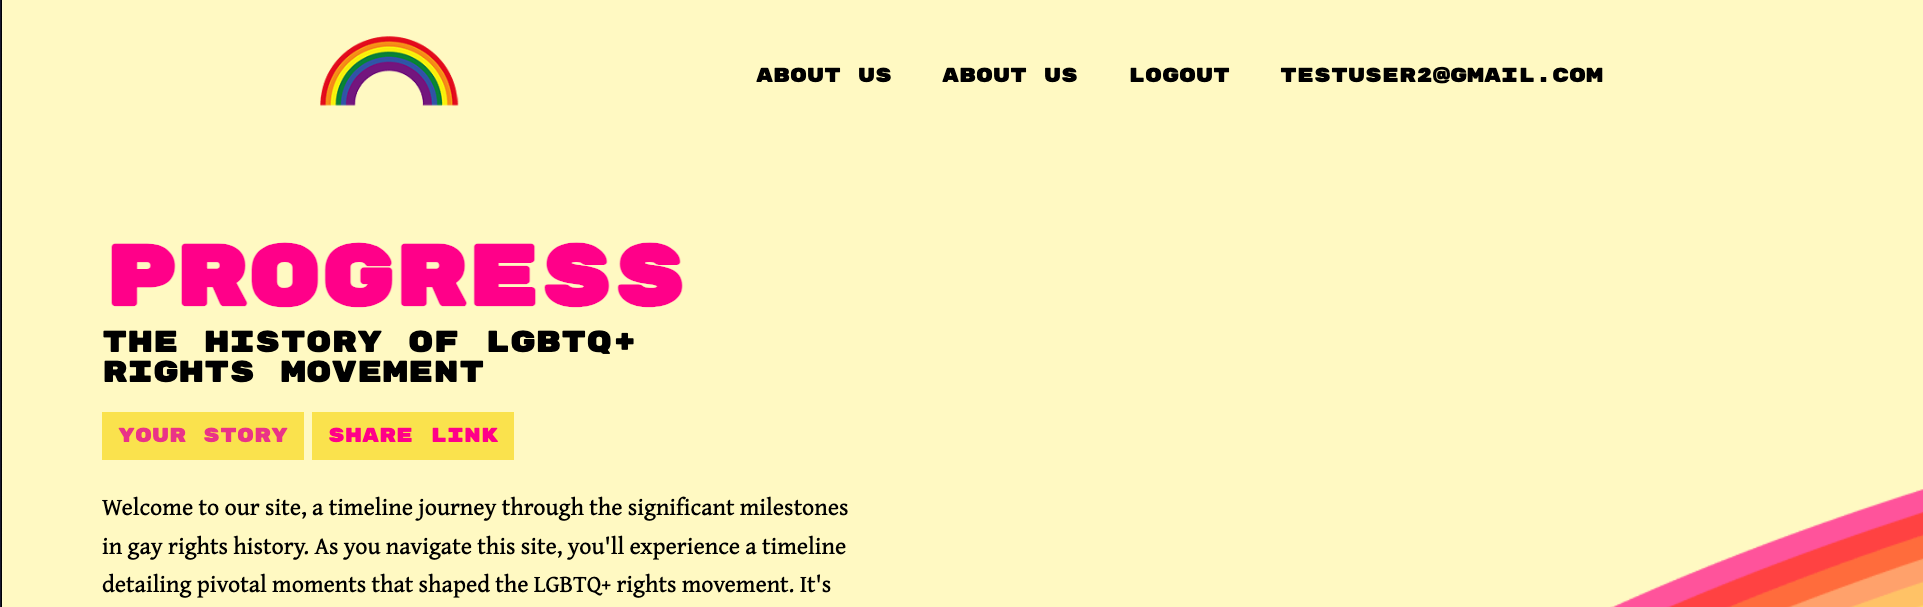 ABOUT US ABOUT US LOGOUT TESTUSER2@GMAIL.COM
PROGRESS
THE HISTORY OF LGBTQ+
RIGHTS MOVEMENT
YOUR STORY SHARE LINK
Welcome to our site, a timeline journey through the significant milestones
in gay rights history. As you navigate this site, you'll experience a timeline
detailing pivotal moments that shaped the LGBTQ+ rights movement. It's